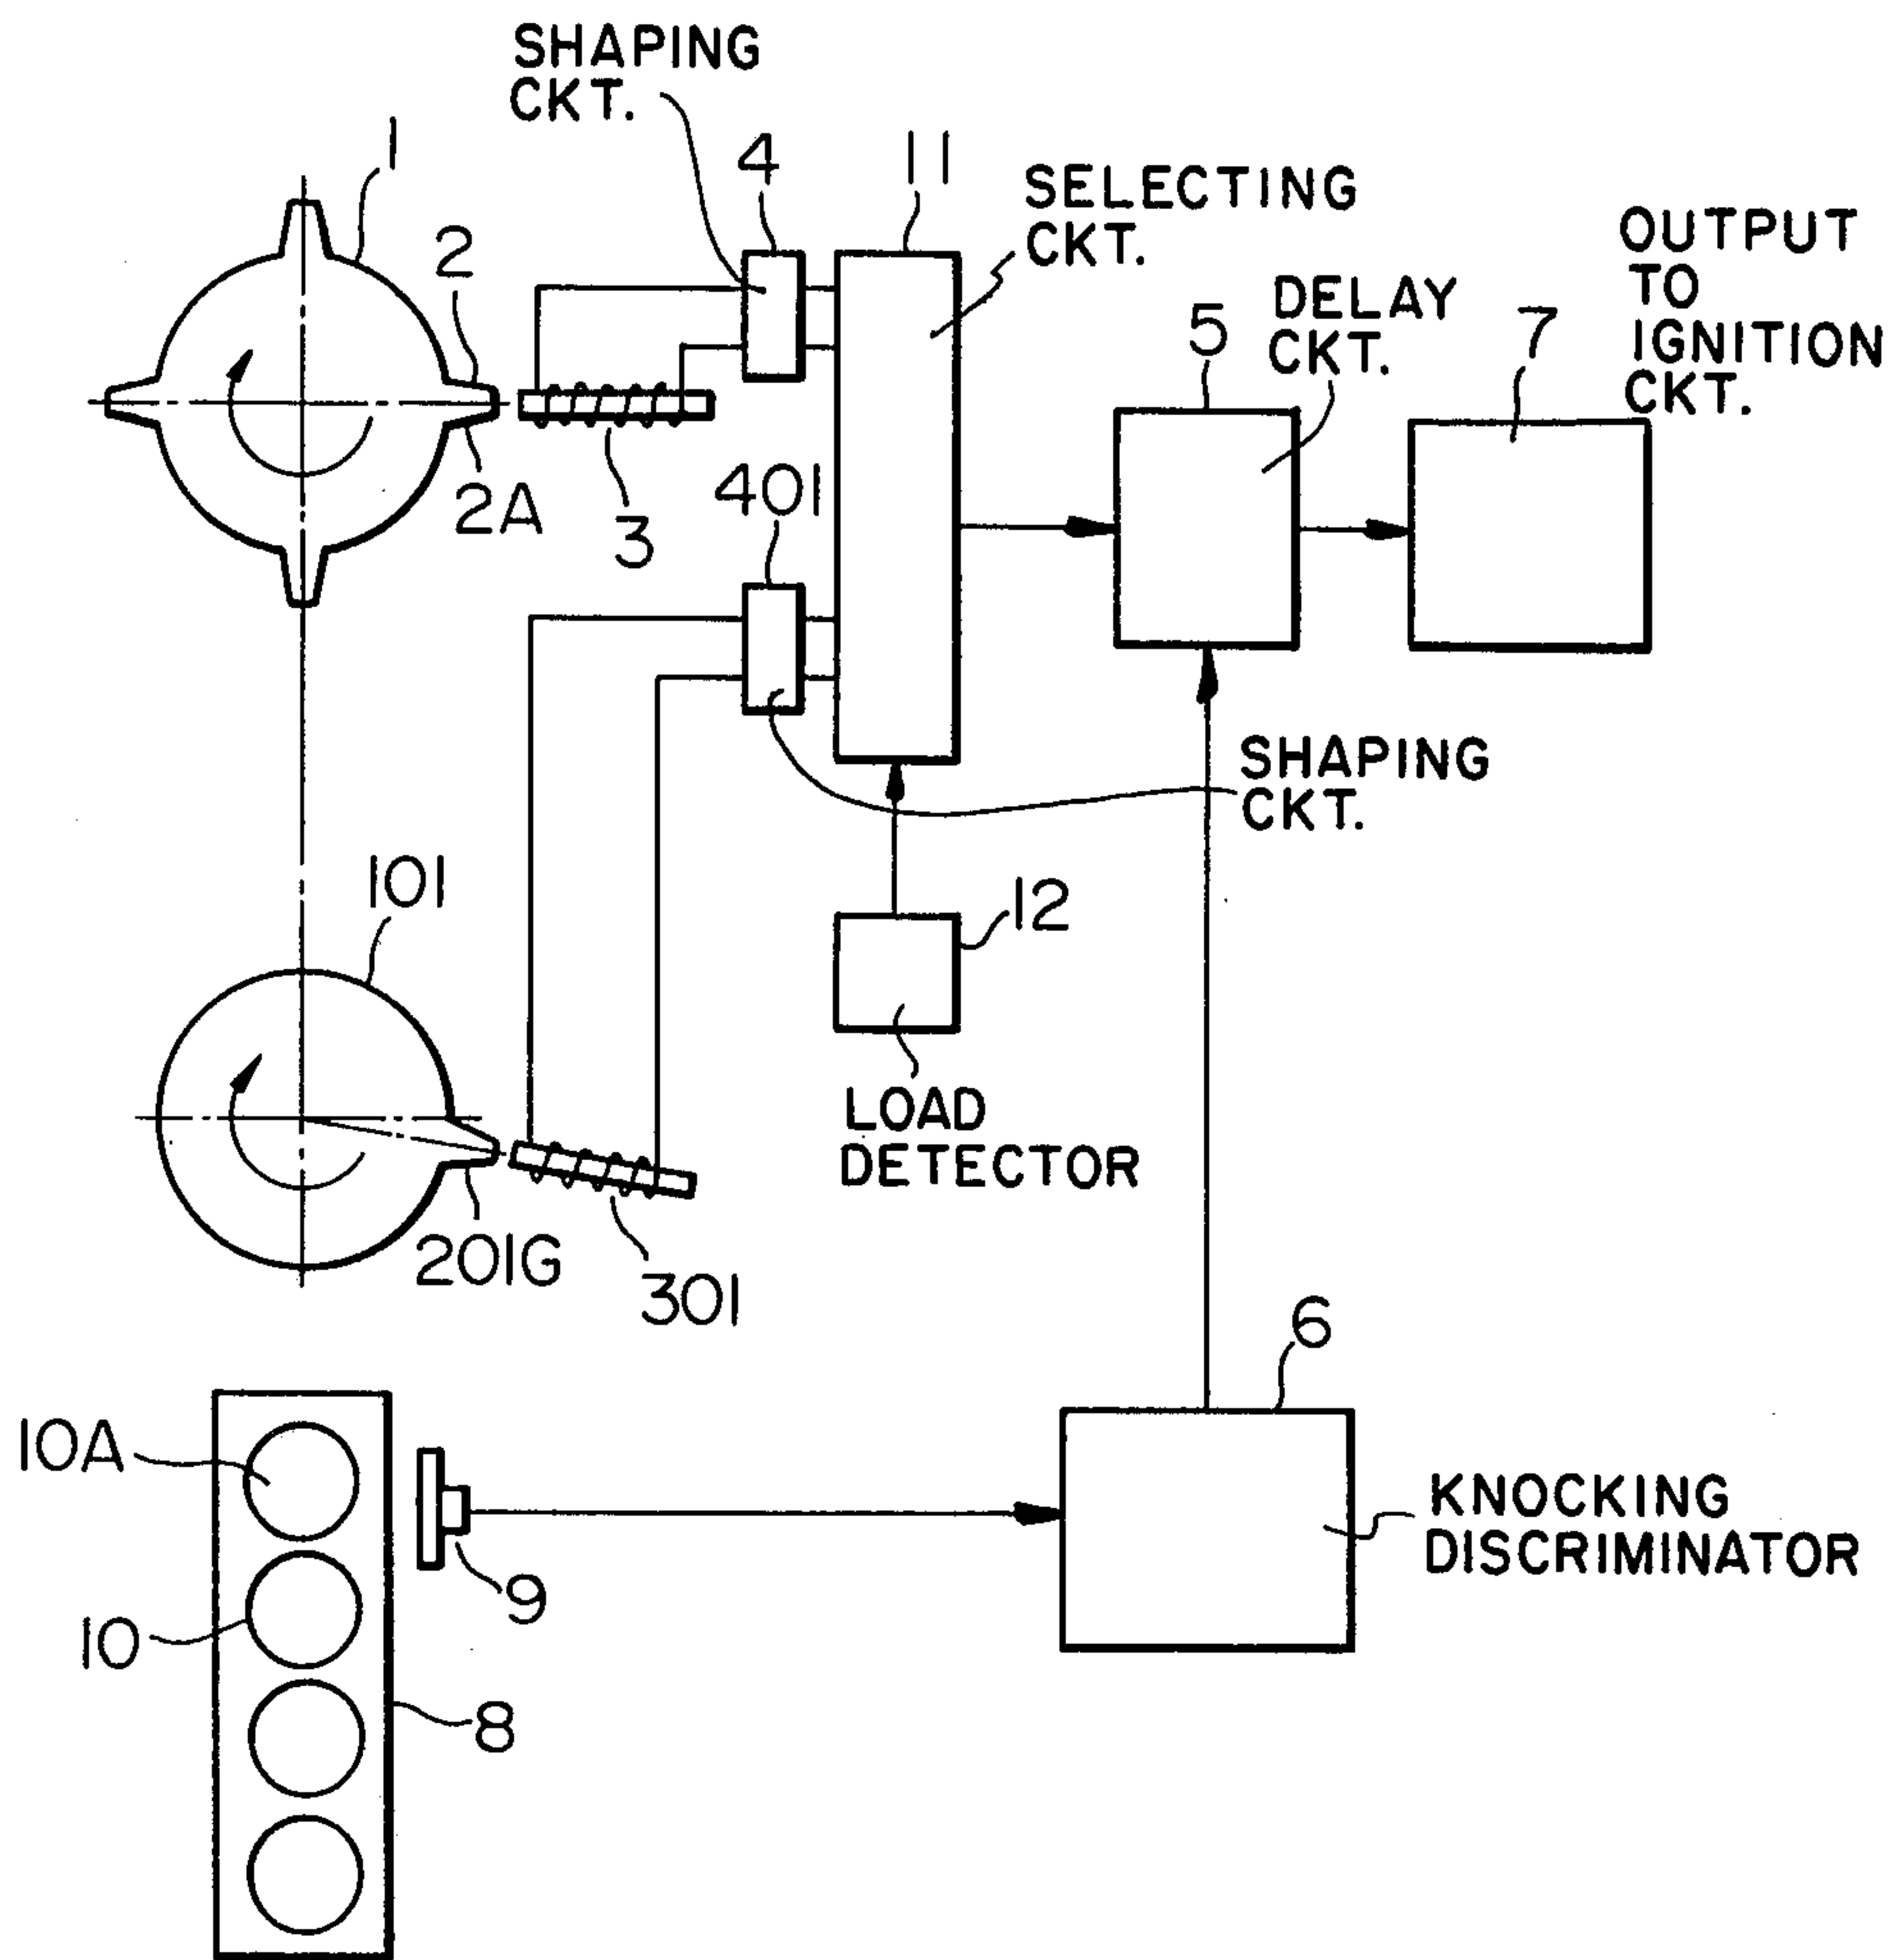 SHAPING
CKT.
1
4
11
SELECTING
CKT.
OUTPUT
TO
IGNITION
CKT.
2
DELAY
CKT.
5
7
2A
3
401
SHAPING
CKT.
101
12
LOAD
DETECTOR
201G
301
6
10A
KNOCKING
DISCRIMINATOR
9
10
8